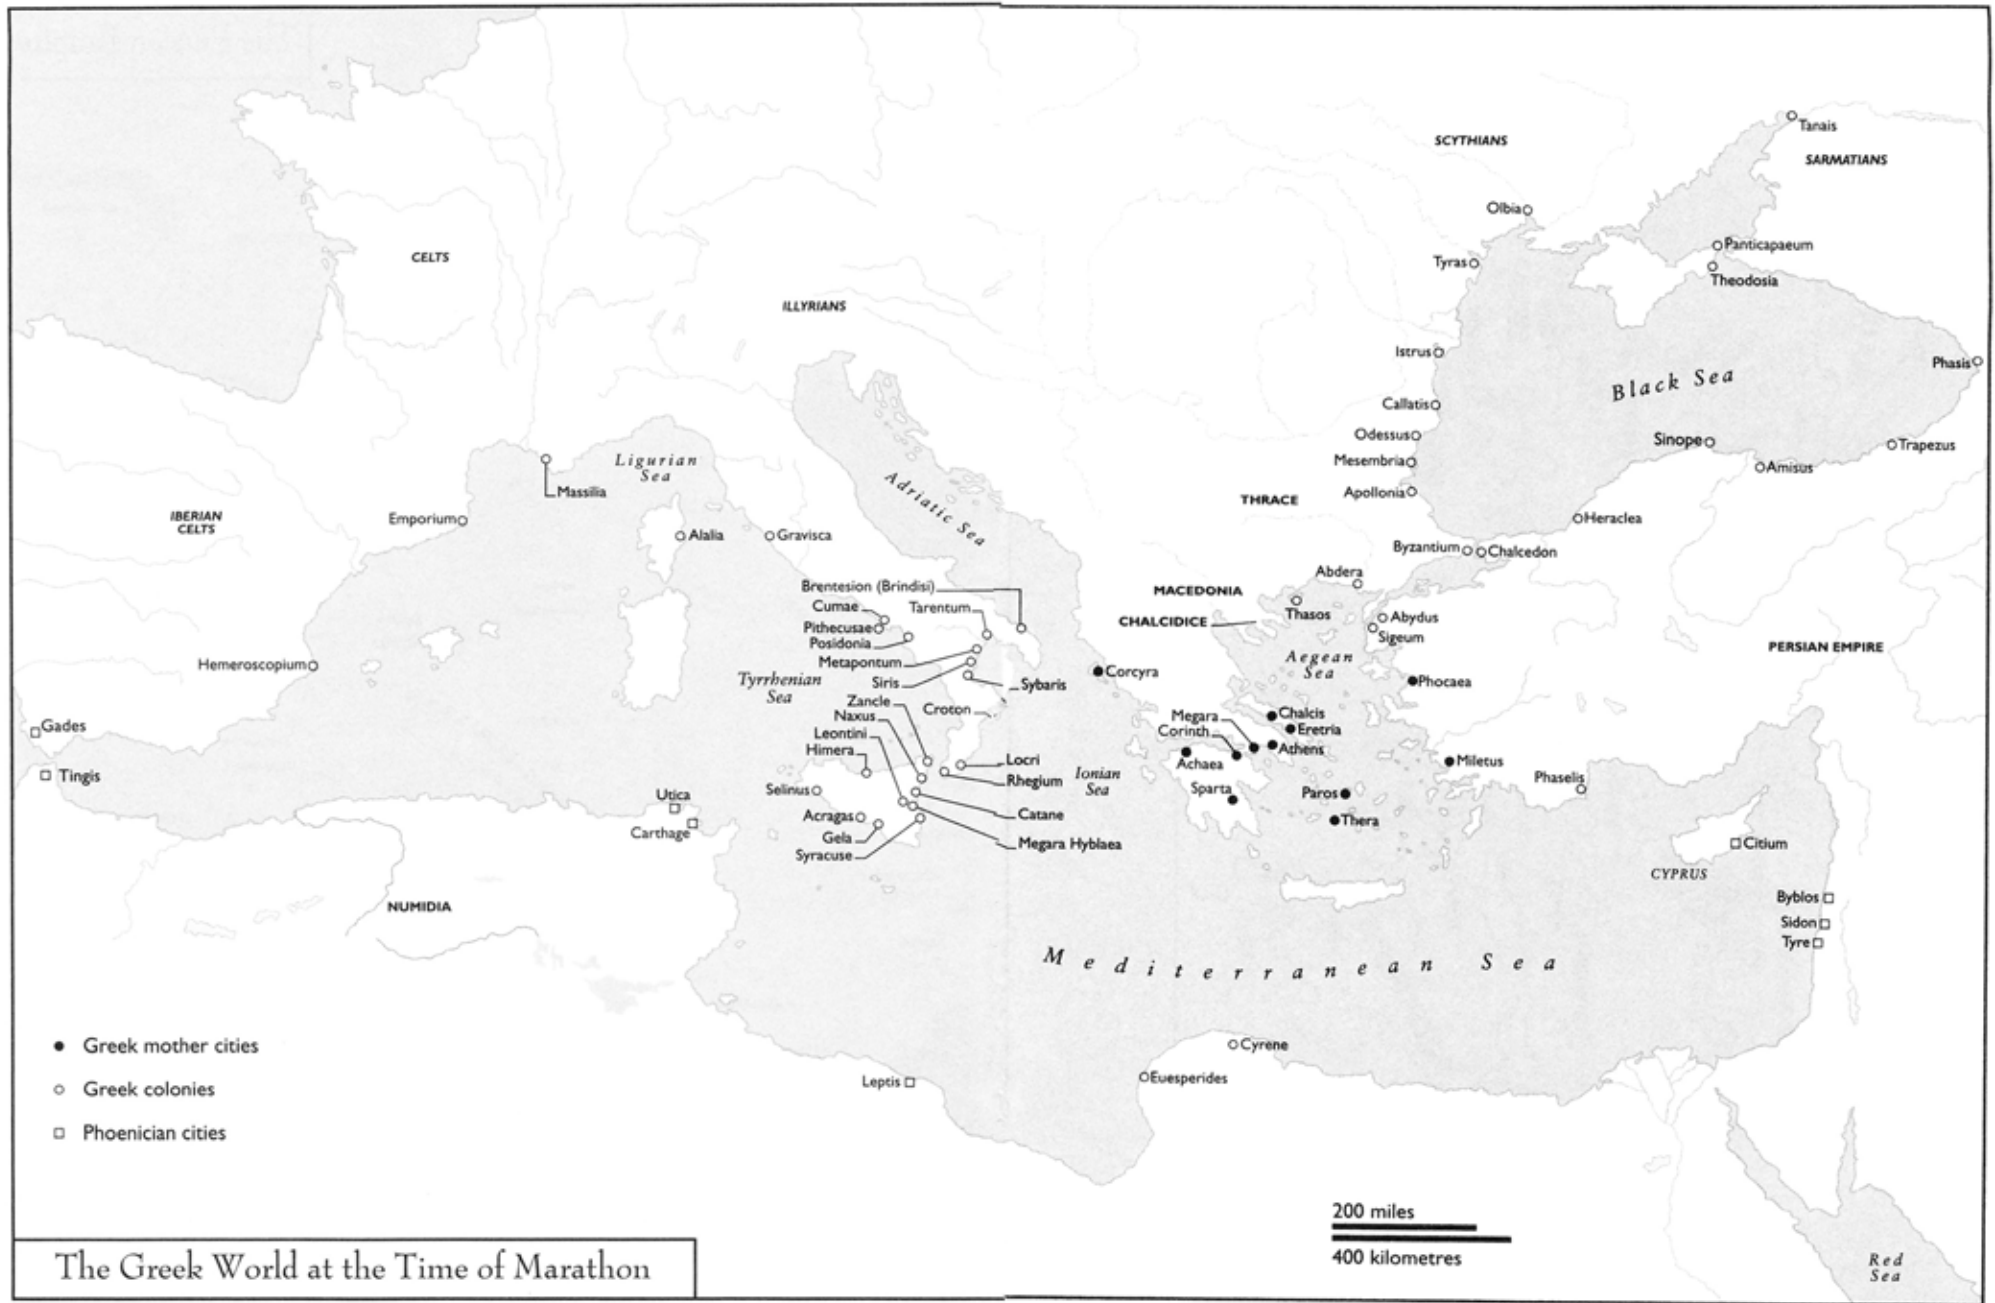 Tanais
SCYTHIANS
SARMATIANS
Olbia
Panticapaeum
CELTS
Tyras
Theodosia
ILLYRIANS
Istrus
Phasis
Black Sea
Callatis
Odessus
Sinope
Trapezus
Ligurian
Sea
Mesembria
Amisus
Massilia
Apollonia
THRACE
Adriatic Sea
IBERIAN
CELTS
Emporium
Heraclea
Alalia
Gravisca
Byzantium
Chalcedon
Abdera
Brentesion (Brindisi)
MACEDONIA
Cumae
Tarentum
Thasos
Abydus
CHALCIDICE
Pithecusae
Sigeum
Posidonia
PERSIAN EMPIRE
Aegean
Sea
Metapontum
Hemeroscopium
Corcyra
Tyrrhenian
Sea
Siris
Sybaris
Phocaea
Zancle
Croton
Naxus
Megara
Chalcis
Gades
Leontini
Corinth
Eretria
Himera
Athens
Locri
Achaea
Miletus
Tingis
Rhegium
Ionian
Sea
Phaselis
Selinus
Utica
Sparta
Paros
Acragas
Catane
Thera
Carthage
Gela
Megara Hyblaea
Citium
Syracuse
CYPRUS
NUMIDIA
Byblos
Sidon
Tyre
Mediterranean Sea
Greek mother cities
Cyrene
Greek colonies
Leptis
Euesperides
Phoenician cities
200 miles
400 kilometres
The Greek World at the Time of Marathon
Red
Sea